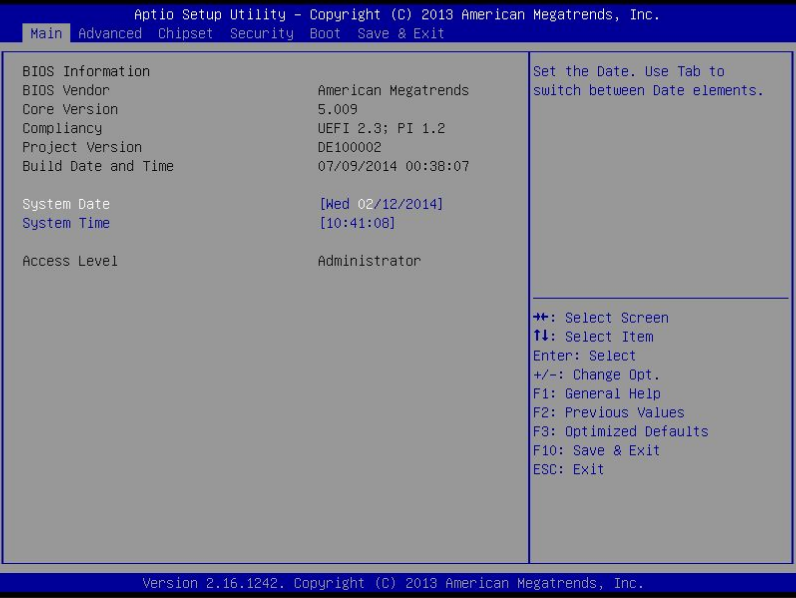 Aptio Setup Utility – Copyright (C) 2013 American Megatrends, Inc.
Main Advanced Chipset Security Boot Save & Exit
BIOS Information
BIOS Vendor American Megatrends
Core Version 5.009
Compliancy UEFI 2.3; PI 1.2
Project Version DE100002
Build Date and Time 07/09/2014 00:38:07
System Date [Wed 02/12/2014]
System Time [10:41:08]
Access Level Administrator
Set the Date. Use Tab to
switch between Date elements.
→←: Select Screen
↑↓: Select Item
Enter: Select
+/-: Change Opt.
F1: General Help
F2: Previous Values
F3: Optimized Defaults
F10: Save & Exit
ESC: Exit
Version 2.16.1242. Copyright (C) 2013 American Megatrends, Inc.